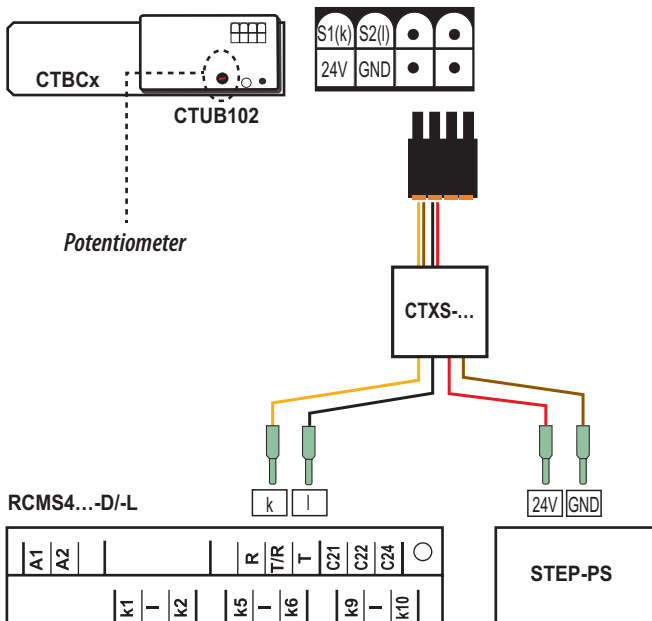 S1(k) S2(l)
24V GND
CTBCx
CTUB102
Potentiometer
CTXS-...
RCMS4...-D/-L
k l
24V GND
A1 A2 R T/R T C21 C22 C24
k1 l k2 k5 l k6 k9 l k10
STEP-PS